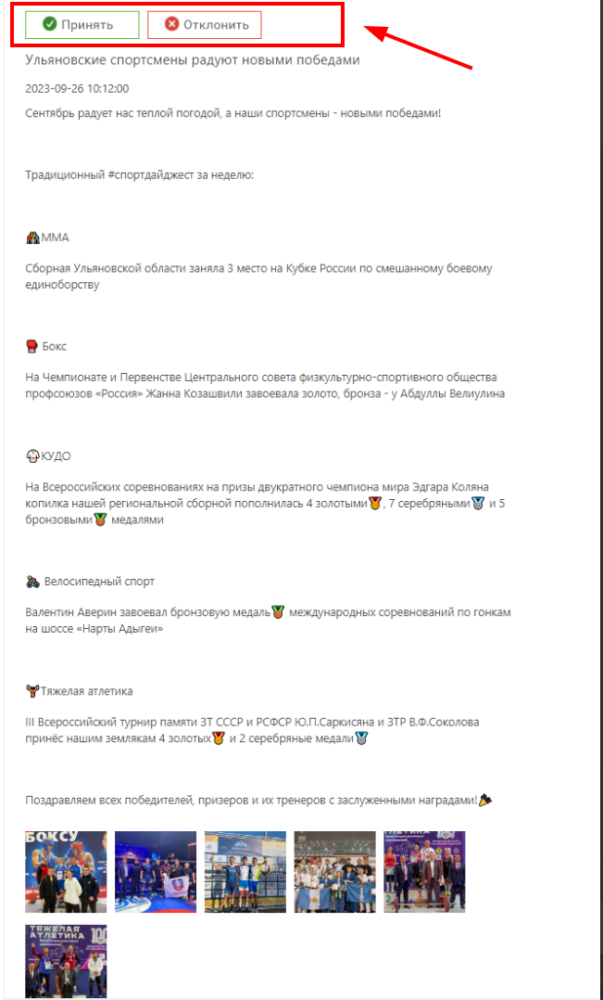 Принять Отклонить
Ульяновские спортсмены радуют новыми победами
2023-09-26 10:12:00
Сентябрь радует нас теплой погодой, а наши спортсмены - новыми победами!
Традиционный #спортдайджест за неделю:
ММА
Сборная Ульяновской области заняла 3 место на Кубке России по смешанному боевому
единоборству
Бокс
На Чемпионате и Первенстве Центрального совета физкультурно-спортивного общества
профсоюзов «Россия» Жанна Козашвили завоевала золото, бронза - у Абдуллы Велиулина
КУДО
На Всероссийских соревнованиях на призы двукратного чемпиона мира Эдгара Коляна
копилка нашей региональной сборной пополнилась 4 золотыми🏅, 7 серебряными🥈 и 5
бронзовыми🥉 медалями
Велосипедный спорт
Валентин Аверин завоевал бронзовую медаль🥉 международных соревнований по гонкам
на шоссе «Нарты Адыгеи»
Тяжелая атлетика
III Всероссийский турнир памяти ЗТ СССР и РСФСР Ю.П.Саркисяна и ЗТР В.Ф.Соколова
принёс нашим землякам 4 золотых🏅 и 2 серебряные медали🥈
Поздравляем всех победителей, призеров и их тренеров с заслуженными наградами!🎉
БОКСУ
ТЯЖЕЛАЯ
АТЛЕТИКА